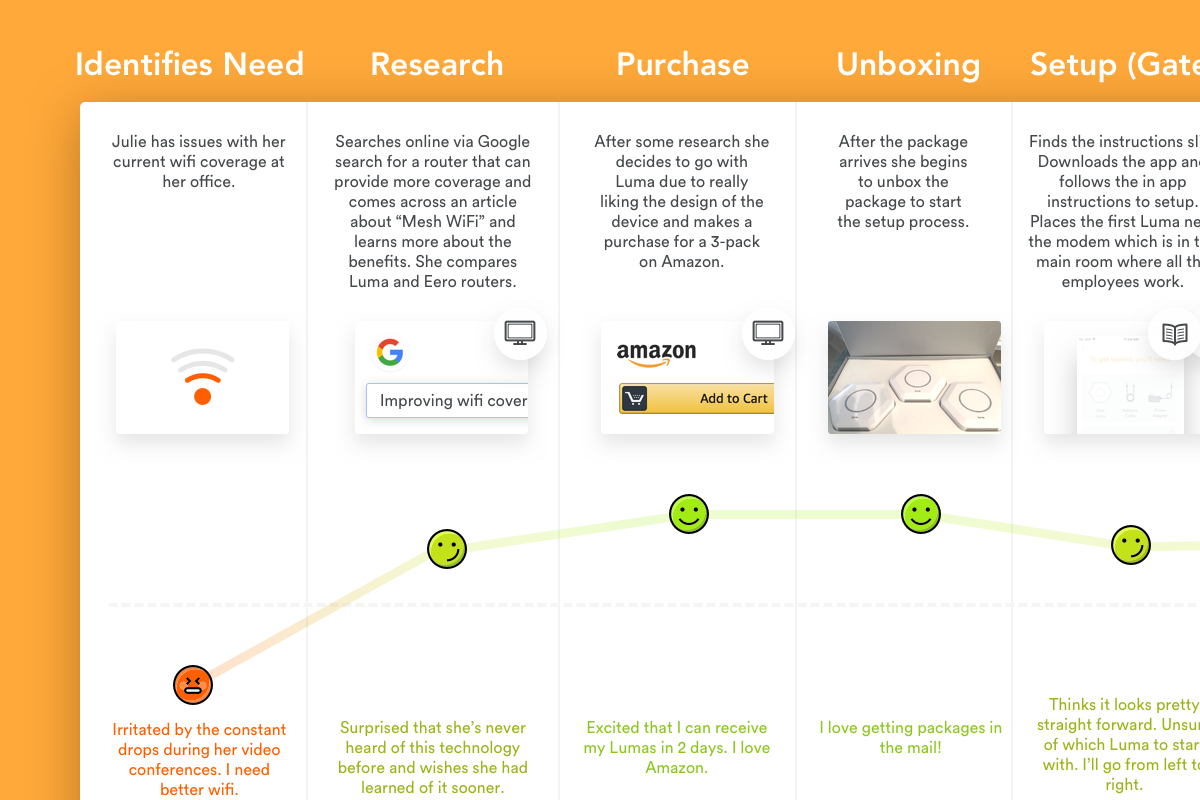 Identifies Need
Research
Purchase
Unboxing
Setup (Gate
Julie has issues with her
current wifi coverage at
her office.
Searches online via Google
search for a router that can
provide more coverage and
comes across an article
about “Mesh WiFi” and
learns more about the
benefits. She compares
Luma and Eero routers.
After some research she
decides to go with
Luma due to really
liking the design of the
device and makes a
purchase for a 3-pack
on Amazon.
After the package
arrives she begins
to unbox the
package to start
the setup process.
Finds the instructions
Downloads the app
follows the in app
instructions to setup.
Places the first Luma
the modem which is in
main room where all
employees work.
Improving wifi
amazon
Add to Cart
Irritated by the constant
drops during her video
conferences. I need
better wifi.
Surprised that she’s never
heard of this technology
before and wishes she had
learned of it sooner.
Excited that I can receive
my Lumas in 2 days. I love
Amazon.
I love getting packages in
the mail!
Thinks it looks pretty
straight forward.
of which Luma to
with. I’ll go from left
right.